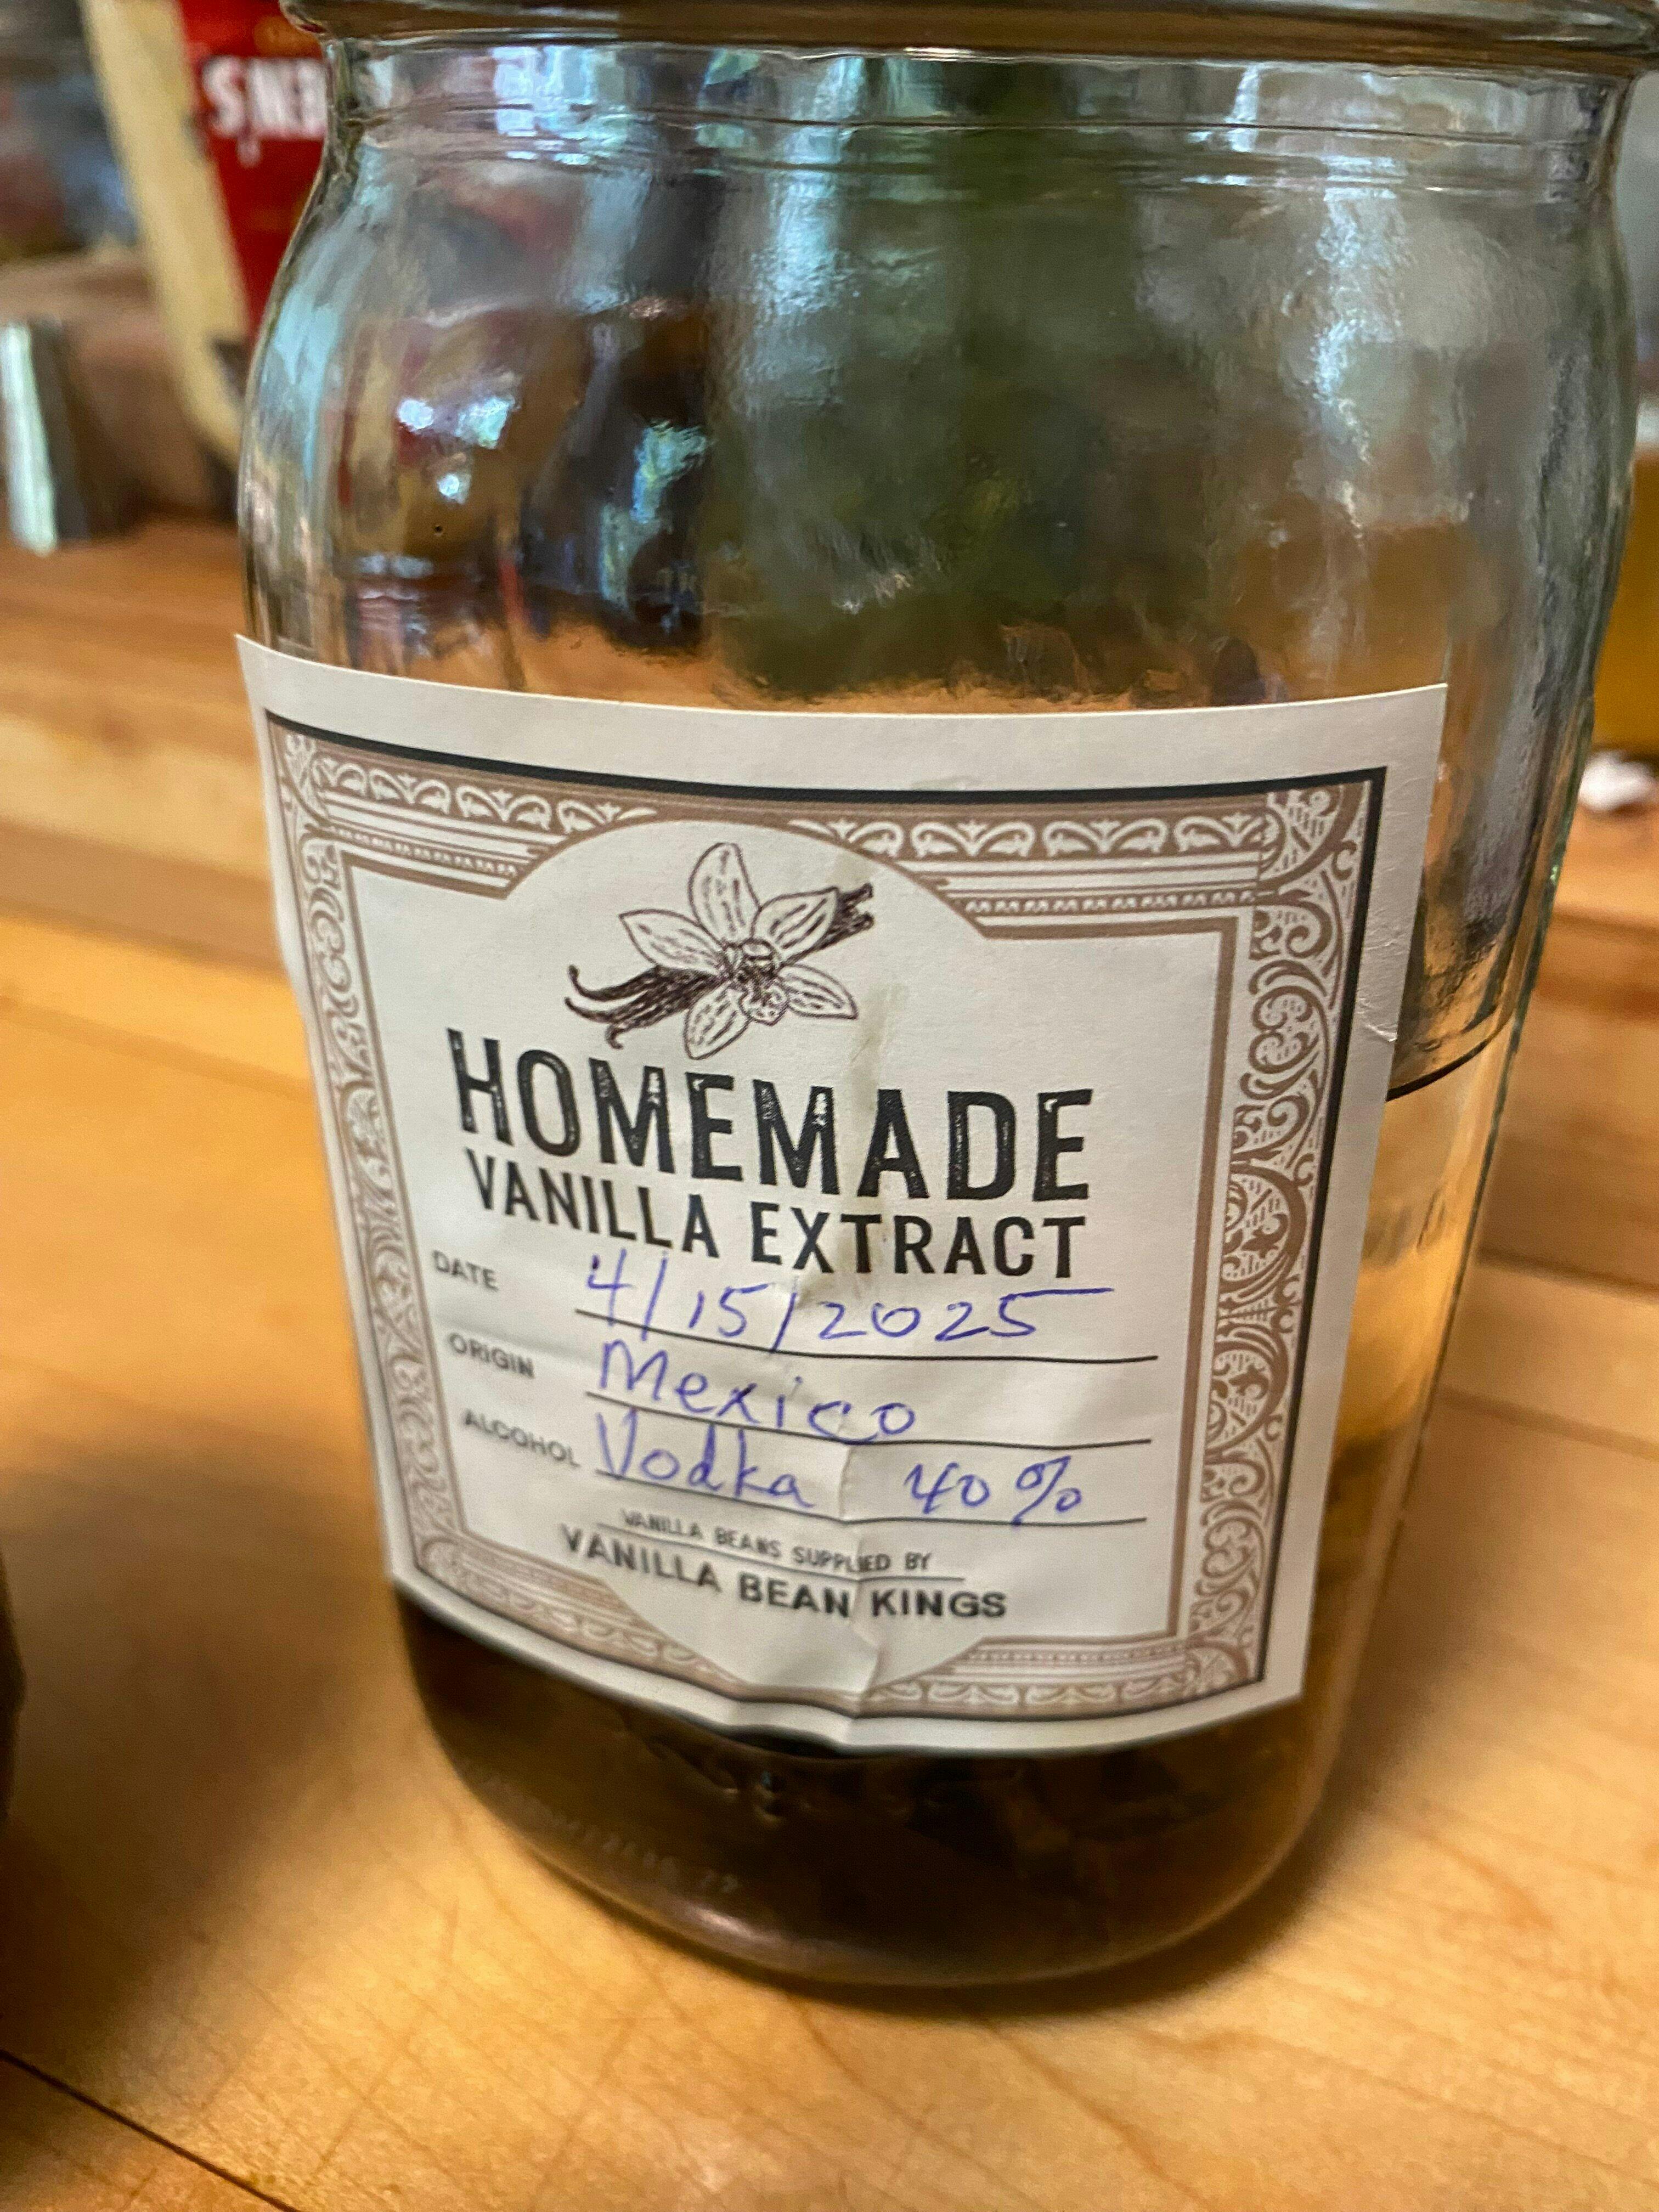 HOMEMADE
VANILLA EXTRACT
DATE 4/15/2025
ORIGIN Mexico
ALCOHOL Vodka 40%
VANILLA BEANS SUPPLIED BY
VANILLA BEAN KINGS